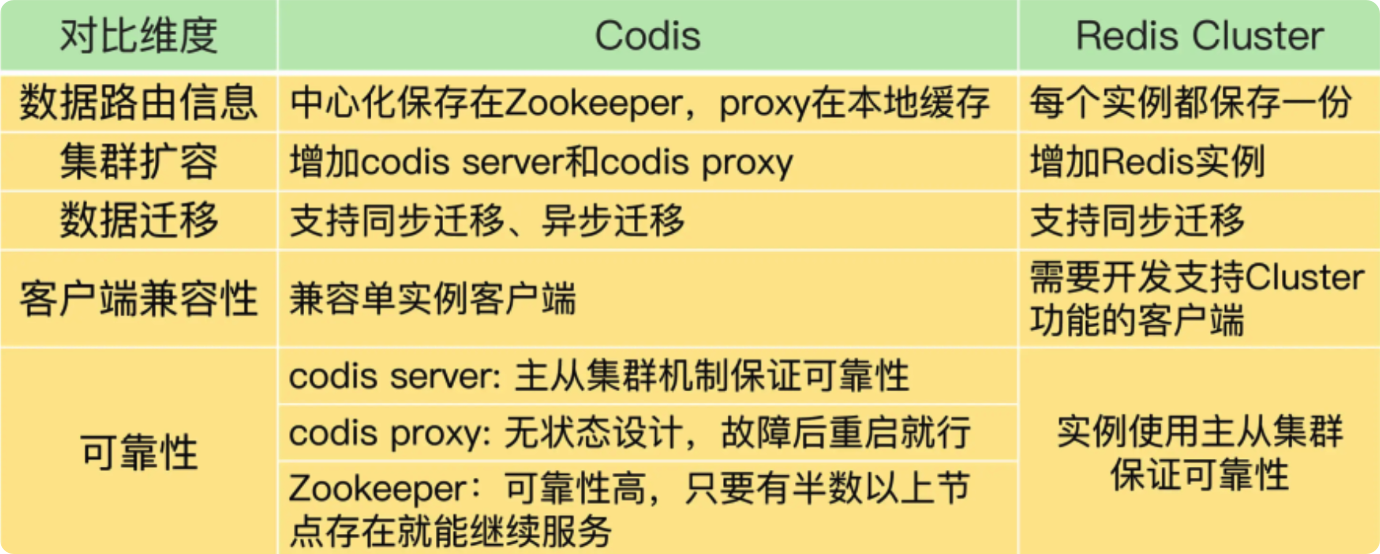 对比维度
Codis
Redis Cluster
数据路由信息
中心化保存在Zookeeper，proxy在本地缓存
每个实例都保存一份
集群扩容
增加codis server和codis proxy
增加Redis实例
数据迁移
支持同步迁移、异步迁移
支持同步迁移
客户端兼容性
兼容单实例客户端
需要开发支持Cluster
功能的客户端
可靠性
codis server: 主从集群机制保证可靠性
codis proxy: 无状态设计，故障后重启就行
Zookeeper：可靠性高，只要有半数以上节
点存在就能继续服务
实例使用主从集群
保证可靠性